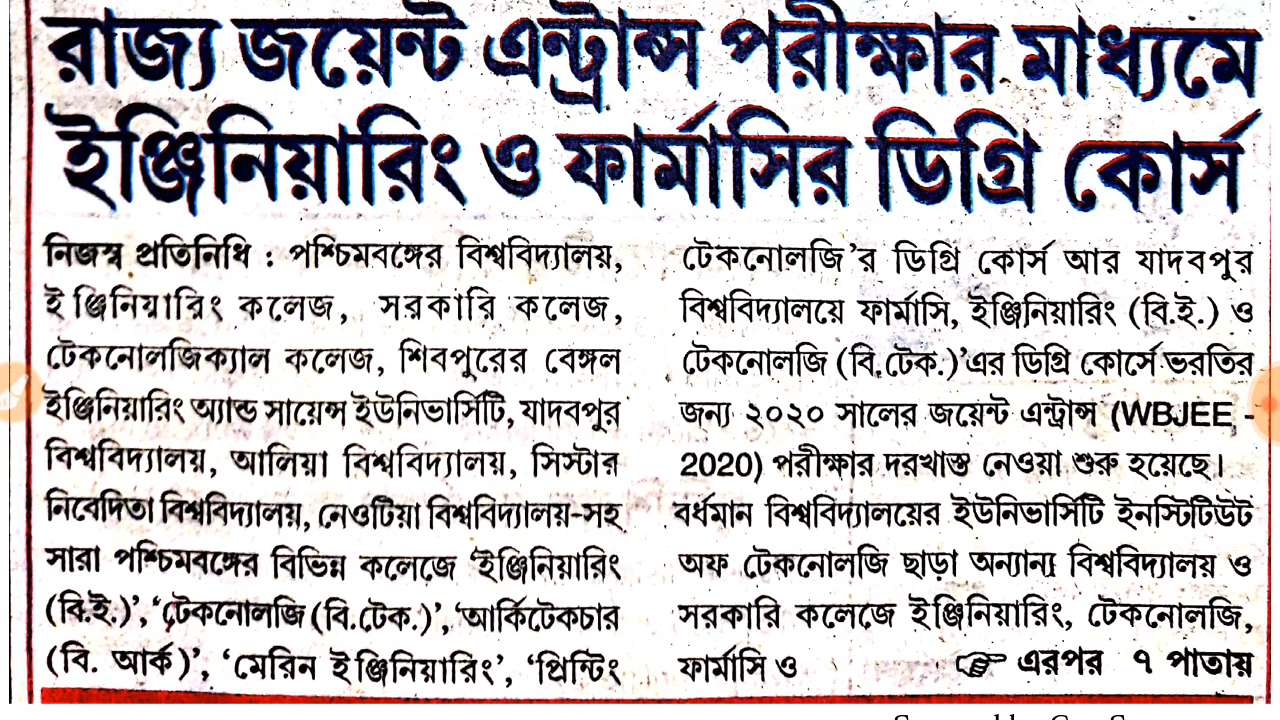 রাজ্য জয়েন্ট এন্ট্রান্স পরীক্ষার মাধ্যমে
ইঞ্জিনিয়ারিং ও ফার্মাসির ডিগ্রি কোর্স
নিজস্ব প্রতিনিধি : পশ্চিমবঙ্গের বিশ্ববিদ্যালয়,
ইঞ্জিনিয়ারিং কলেজ, সরকারি কলেজ,
টেকনোলজিক্যাল কলেজ, শিবপুরের বেঙ্গল
ইঞ্জিনিয়ারিং অ্যান্ড সায়েন্স ইউনিভার্সিটি, যাদবপুর
বিশ্ববিদ্যালয়, আলিয়া বিশ্ববিদ্যালয়, সিস্টার
নিবেদিতা বিশ্ববিদ্যালয়, নেওটিয়া বিশ্ববিদ্যালয়-সহ
সারা পশ্চিমবঙ্গের বিভিন্ন কলেজে 'ইঞ্জিনিয়ারিং
(বি.ই.)', 'টেকনোলজি (বি.টেক.)', 'আর্কিটেকচার
(বি. আর্ক)', 'মেরিন ইঞ্জিনিয়ারিং', 'প্রিন্টিং
টেকনোলজি'র ডিগ্রি কোর্স আর যাদবপুর
বিশ্ববিদ্যালয়ে ফার্মাসি, ইঞ্জিনিয়ারিং (বি.ই.) ও
টেকনোলজি (বি.টেক.)'এর ডিগ্রি কোর্সে ভরতির
জন্য ২০২০ সালের জয়েন্ট এন্ট্রান্স (WBJEE -
2020) পরীক্ষার দরখাস্ত নেওয়া শুরু হয়েছে।
বর্ধমান বিশ্ববিদ্যালয়ের ইউনিভার্সিটি ইনস্টিটিউট
অফ টেকনোলজি ছাড়া অন্যান্য বিশ্ববিদ্যালয় ও
সরকারি কলেজে ইঞ্জিনিয়ারিং, টেকনোলজি,
ফার্মাসি ও ☞ এরপর ৭ পাতায়